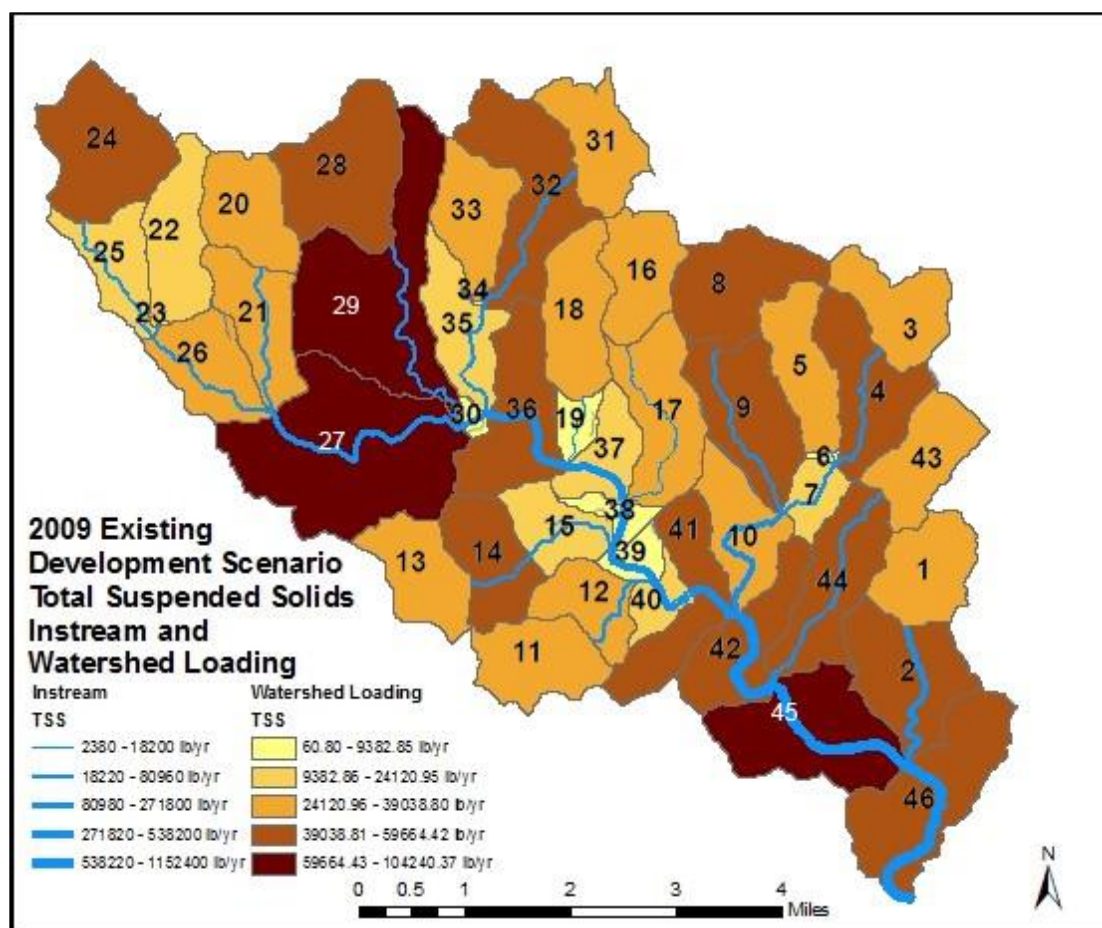 24
31
28
32
20
22
33
16
18
8
25
29
34
3
5
23
21
35
4
26
9
30
36
19
17
27
37
6
43
7
38
15
41
10
14
39
13
1
44
12
40
42
11
2
45
46
2009 Existing
Development Scenario
Total Suspended Solids
Instream and
Watershed Loading
Instream
TSS
2380 - 18200 lb/yr
18220 - 80960 lb/yr
80980 - 271800 lb/yr
271820 - 538200 lb/yr
538220 - 1152400 lb/yr
Watershed Loading
TSS
60.80 - 9382.85 lb/yr
9382.86 - 24120.95 lb/yr
24120.96 - 39038.80 lb/yr
39038.81 - 59664.42 lb/yr
59664.43 - 104240.37 lb/yr
N
0 0.5 1 2 3 4
Miles